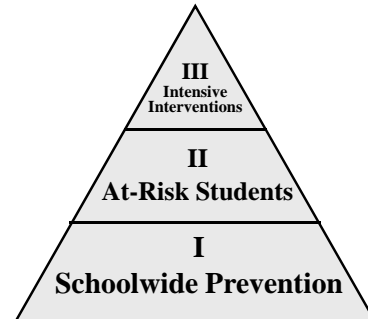 III
Intensive
Interventions
II
At-Risk Students
I
Schoolwide Prevention